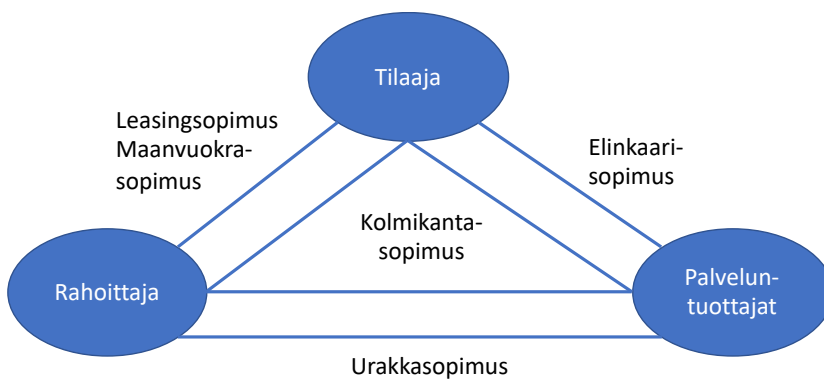 Tilaaja
Leasingsopimus
Maanvuokra-
sopimus
Elinkaari-
sopimus
Kolmikanta-
sopimus
Rahoittaja
Palvelun-
tuottajat
Urakkasopimus